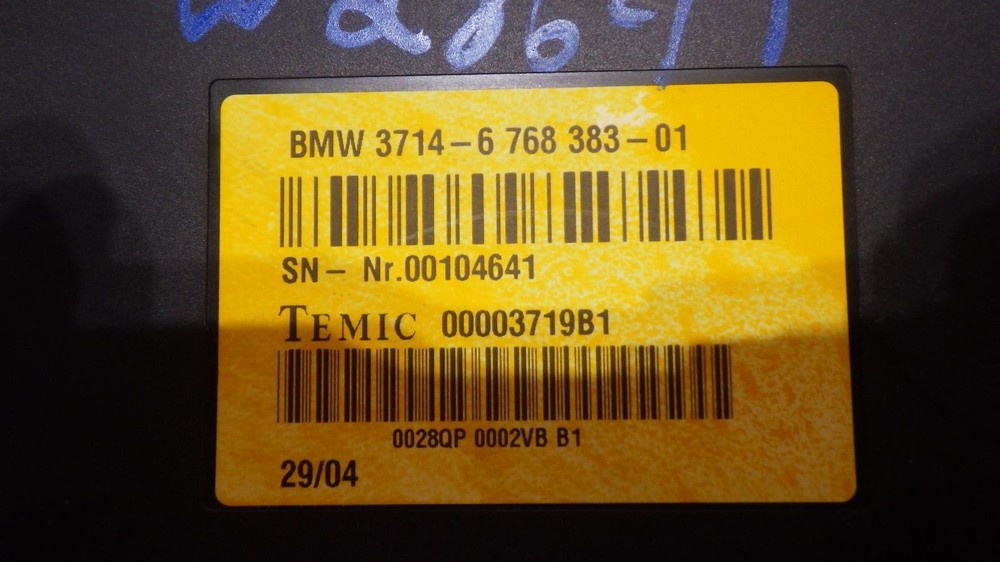 BMW 3714-6 768 383-01
SN- Nr.00104641
TEMIC 00003719B1
0028QP 0002VB B1
29/04